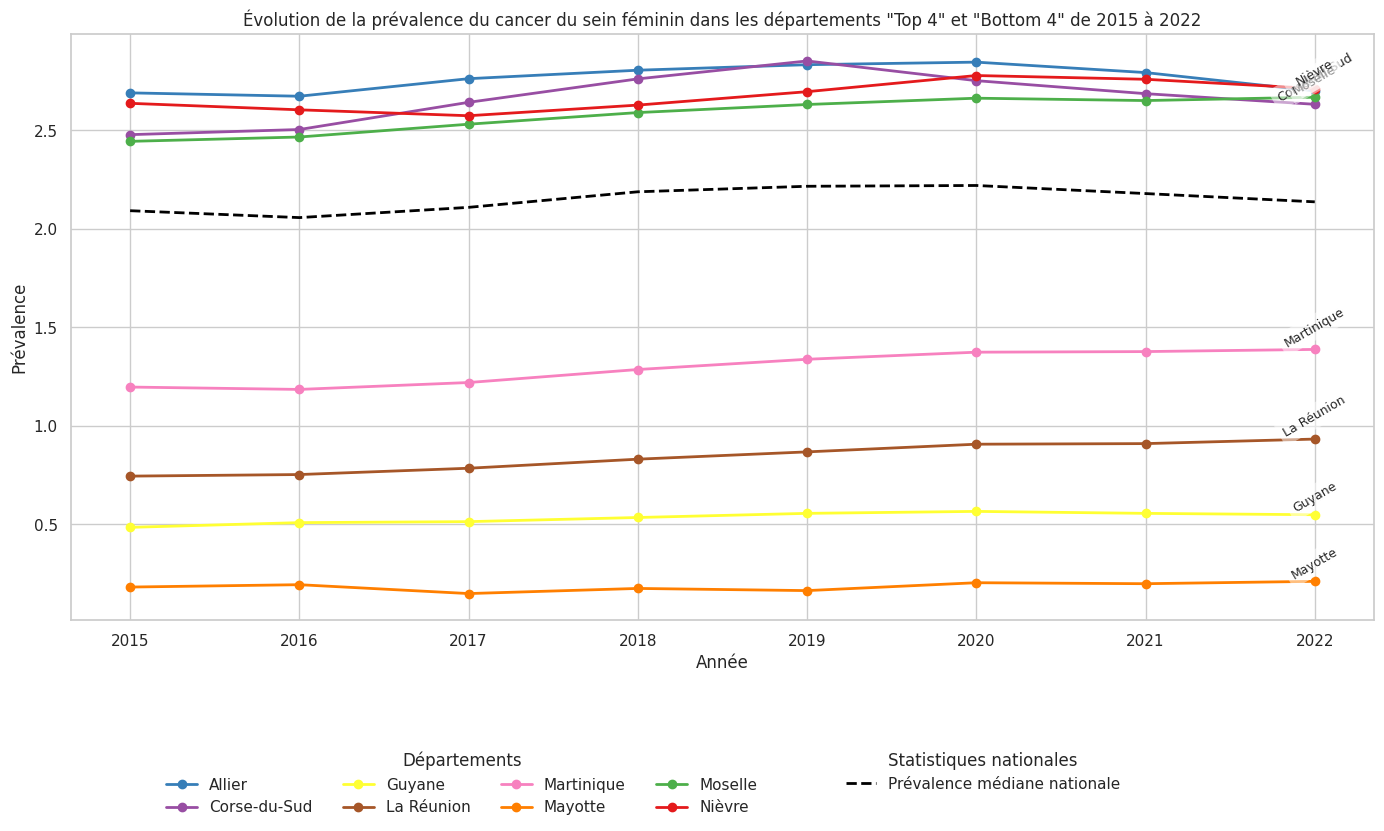 Évolution de la prévalence du cancer du sein féminin dans les départements "Top 4" et "Bottom 4" de 2015 à 2022
Prévalence
2.5
2.0
1.5
1.0
0.5
Nièvre
Moselle
Martinique
La Réunion
Guyane
Mayotte
2015 2016 2017 2018 2019 2020 2021 2022
Année
Départements
Allier Guyane Martinique Moselle
Corse-du-Sud La Réunion Mayotte Nièvre
Statistiques nationales
Prévalence médiane nationale